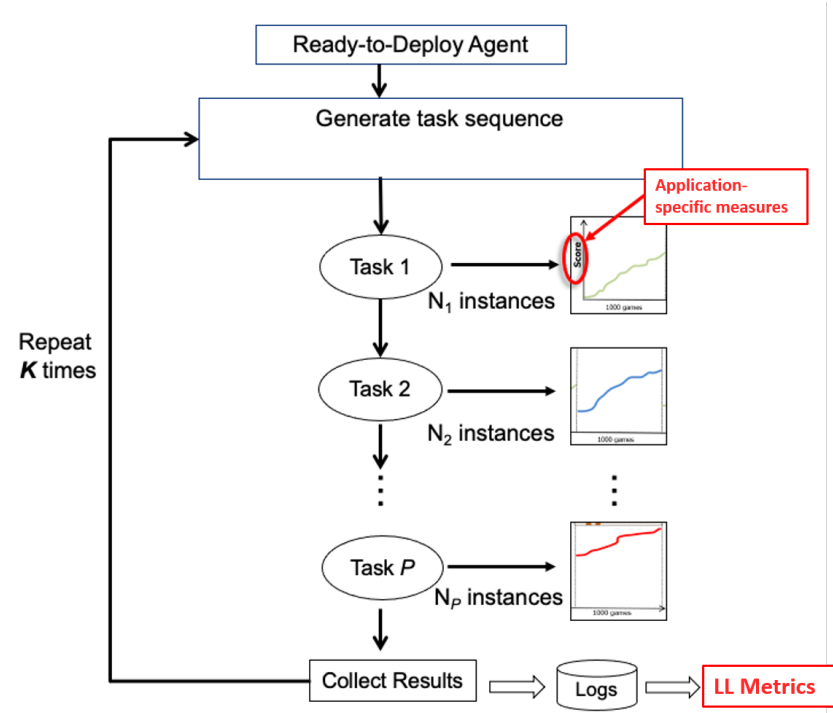 Ready-to-Deploy Agent
Generate task sequence
Application-
specific measures
Score
1000 games
Task 1
N1 instances
Repeat
K times
Task 2
N2 instances
1000 games
Task P
NP instances
1000 games
Collect Results
Logs
LL Metrics